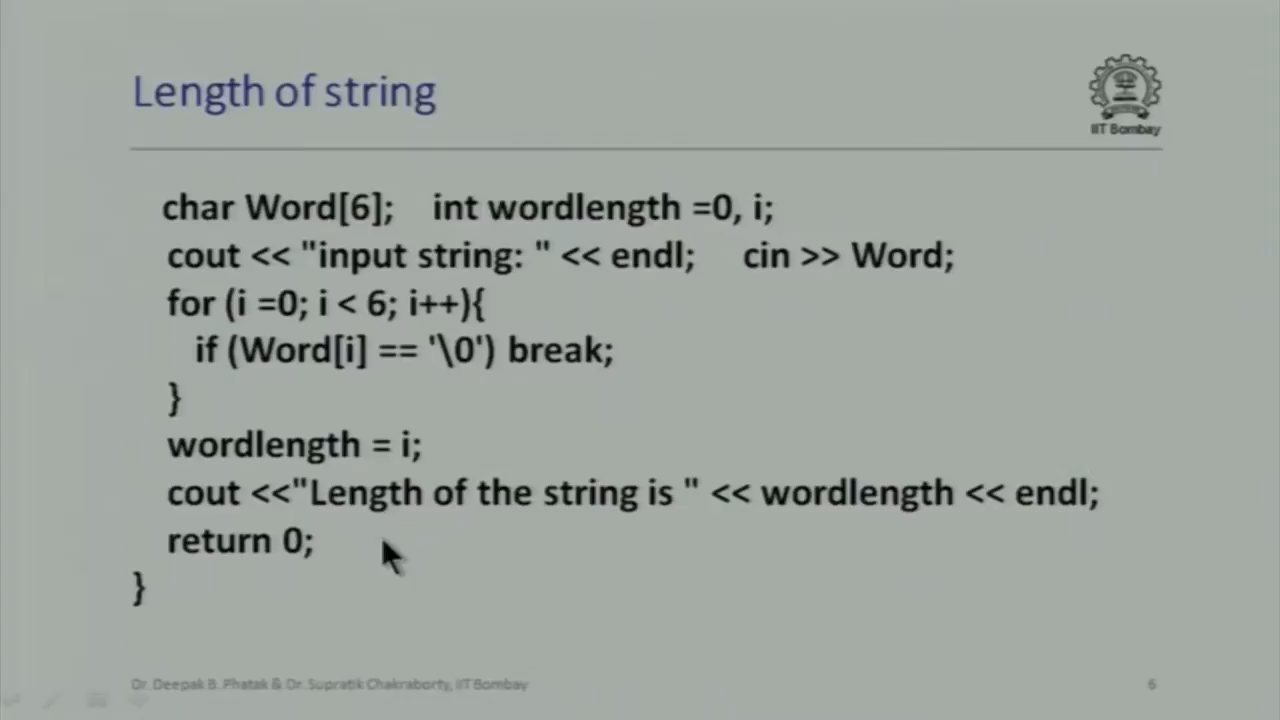 Length of string
IIT Bombay
char Word[6];    int wordlength =0, i;
cout << "input string: " << endl;    cin >> Word;
for (i =0; i < 6; i++){
if (Word[i] == '\0') break;
}
wordlength = i;
cout <<"Length of the string is " << wordlength << endl;
return 0;
}
Dr. Deepak B. Phatak & Dr. Supratik Chakraborty, IIT Bombay
6